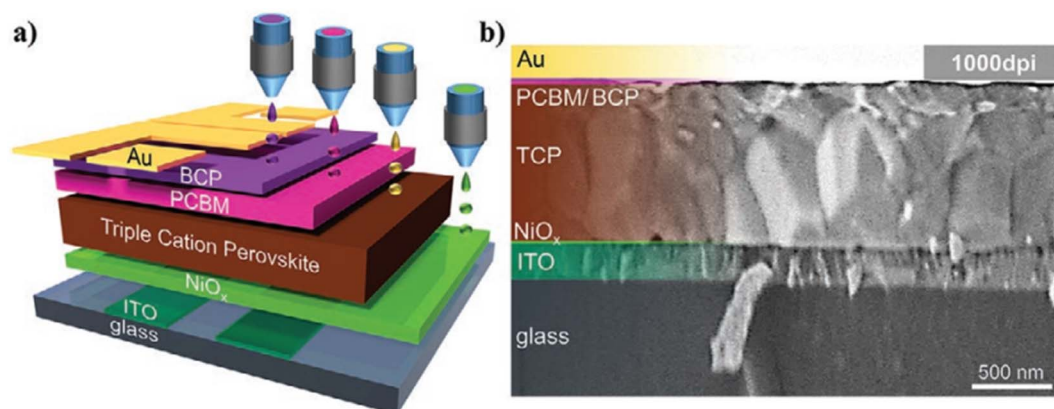 a)
Au
BCP
PCBM
Triple Cation Perovskite
NiOₓ
ITO
glass
b)
Au
1000dpi
PCBM/BCP
TCP
NiOₓ
ITO
glass
500 nm